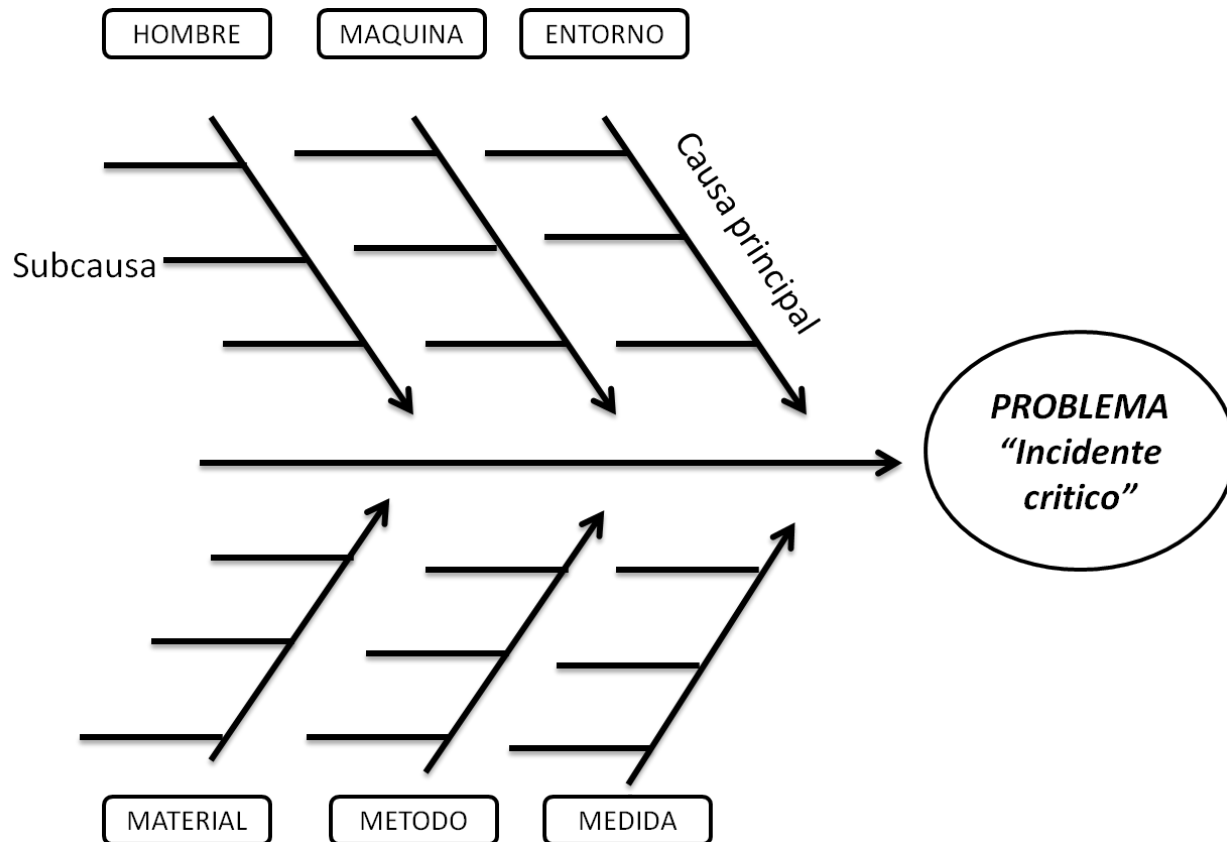 HOMBRE
MAQUINA
ENTORNO
Causa principal
Subcausa
PROBLEMA
“Incidente
critico”
MATERIAL
METODO
MEDIDA